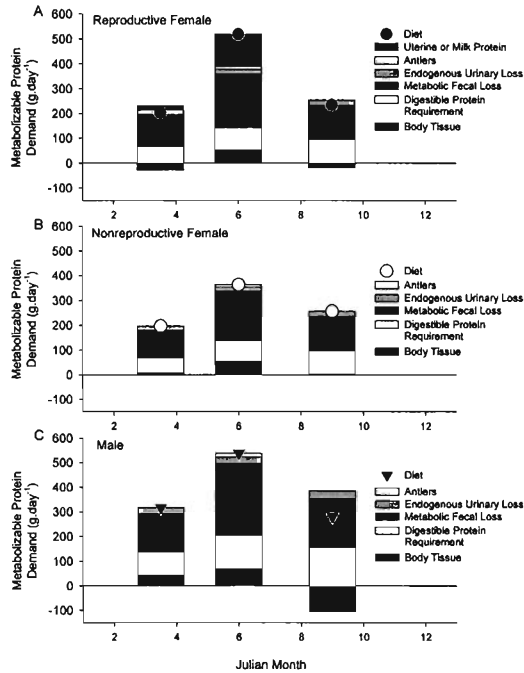 A
Reproductive Female
600
500
400
300
200
100
0
-100
Metabolizable Protein
Demand (g.day-1)
Diet
Uterine or Milk Protein
Antlers
Endogenous Urinary Loss
Metabolic Fecal Loss
Digestible Protein
Requirement
Body Tissue
2 4 6 8 10 12
B
Nonreproductive Female
600
500
400
300
200
100
0
-100
Metabolizable Protein
Demand (g.day-1)
Diet
Antlers
Endogenous Urinary Loss
Metabolic Fecal Loss
Digestible Protein
Requirement
Body Tissue
2 4 6 8 10 12
C
Male
600
500
400
300
200
100
0
-100
Metabolizable Protein
Demand (g.day-1)
Diet
Antlers
Endogenous Urinary Loss
Metabolic Fecal Loss
Digestible Protein
Requirement
Body Tissue
2 4 6 8 10 12
Julian Month